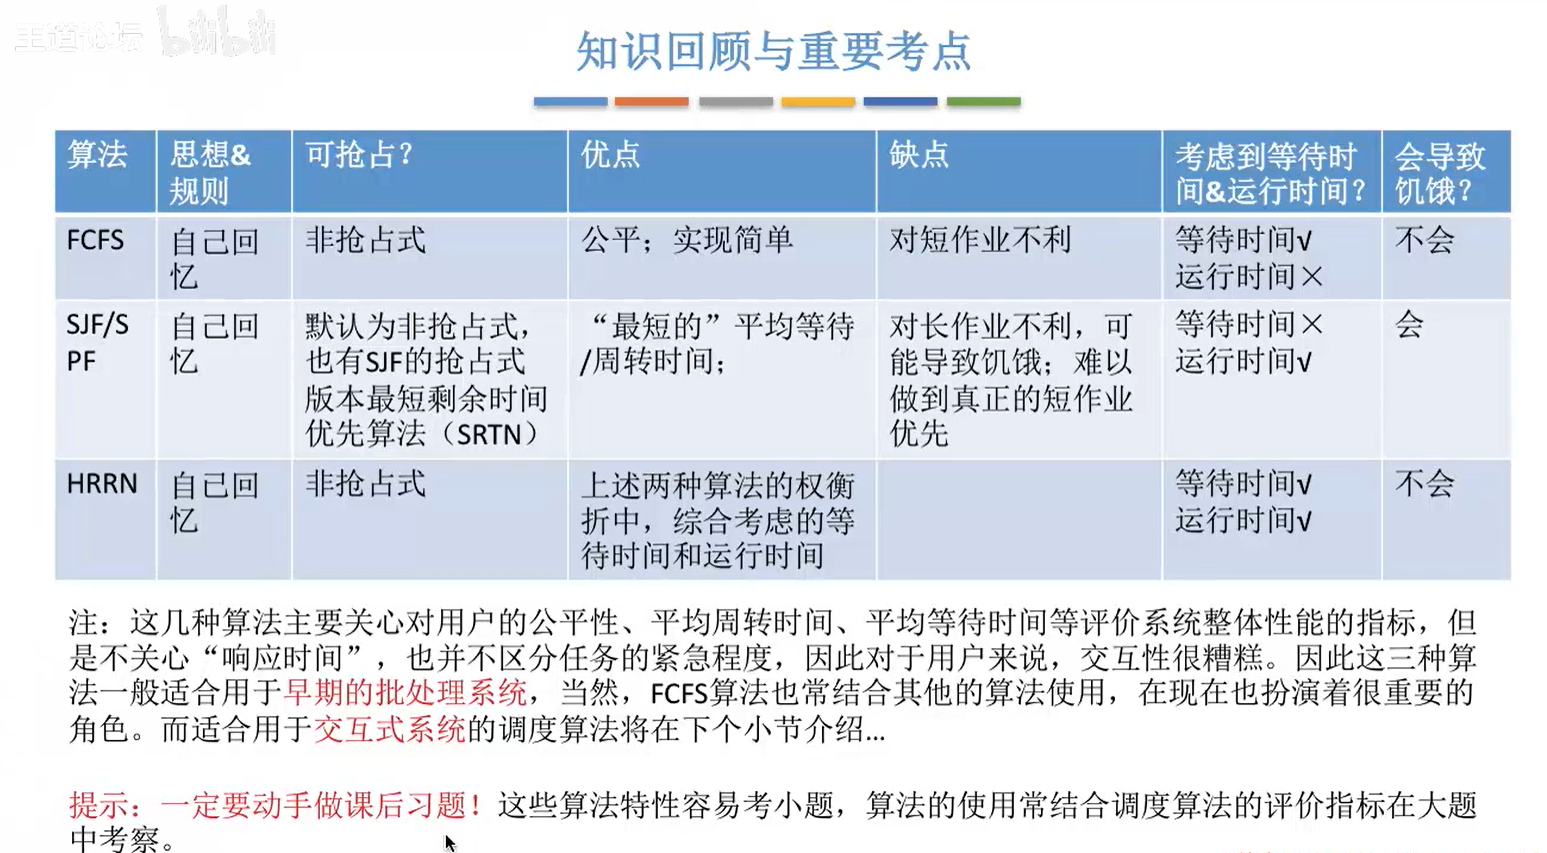 王道论坛 bilibili
知识回顾与重要考点
算法
思想&
规则
可抢占？
优点
缺点
考虑到等待时
间&运行时间？
会导致
饥饿？
FCFS
自己回
忆
非抢占式
公平；实现简单
对短作业不利
等待时间√
运行时间×
不会
SJF/S
PF
自己回
忆
默认为非抢占式，
也有SJF的抢占式
版本最短剩余时间
优先算法（SRTN）
“最短的”平均等待
/周转时间；
对长作业不利，可
能导致饥饿；难以
做到真正的短作业
优先
等待时间×
运行时间√
会
HRRN
自己回
忆
非抢占式
上述两种算法的权衡
折中，综合考虑的等
待时间和运行时间
等待时间√
运行时间√
不会
注：这几种算法主要关心对用户的公平性、平均周转时间、平均等待时间等评价系统整体性能的指标，但
是不关心“响应时间”，也并不区分任务的紧急程度，因此对于用户来说，交互性很糟糕。因此这三种算
法一般适合用于早期的批处理系统，当然，FCFS算法也常结合其他的算法使用，在现在也扮演着很重要的
角色。而适合用于交互式系统的调度算法将在下个小节介绍...
提示：一定要动手做课后习题！这些算法特性容易考小题，算法的使用常结合调度算法的评价指标在大题
中考察。